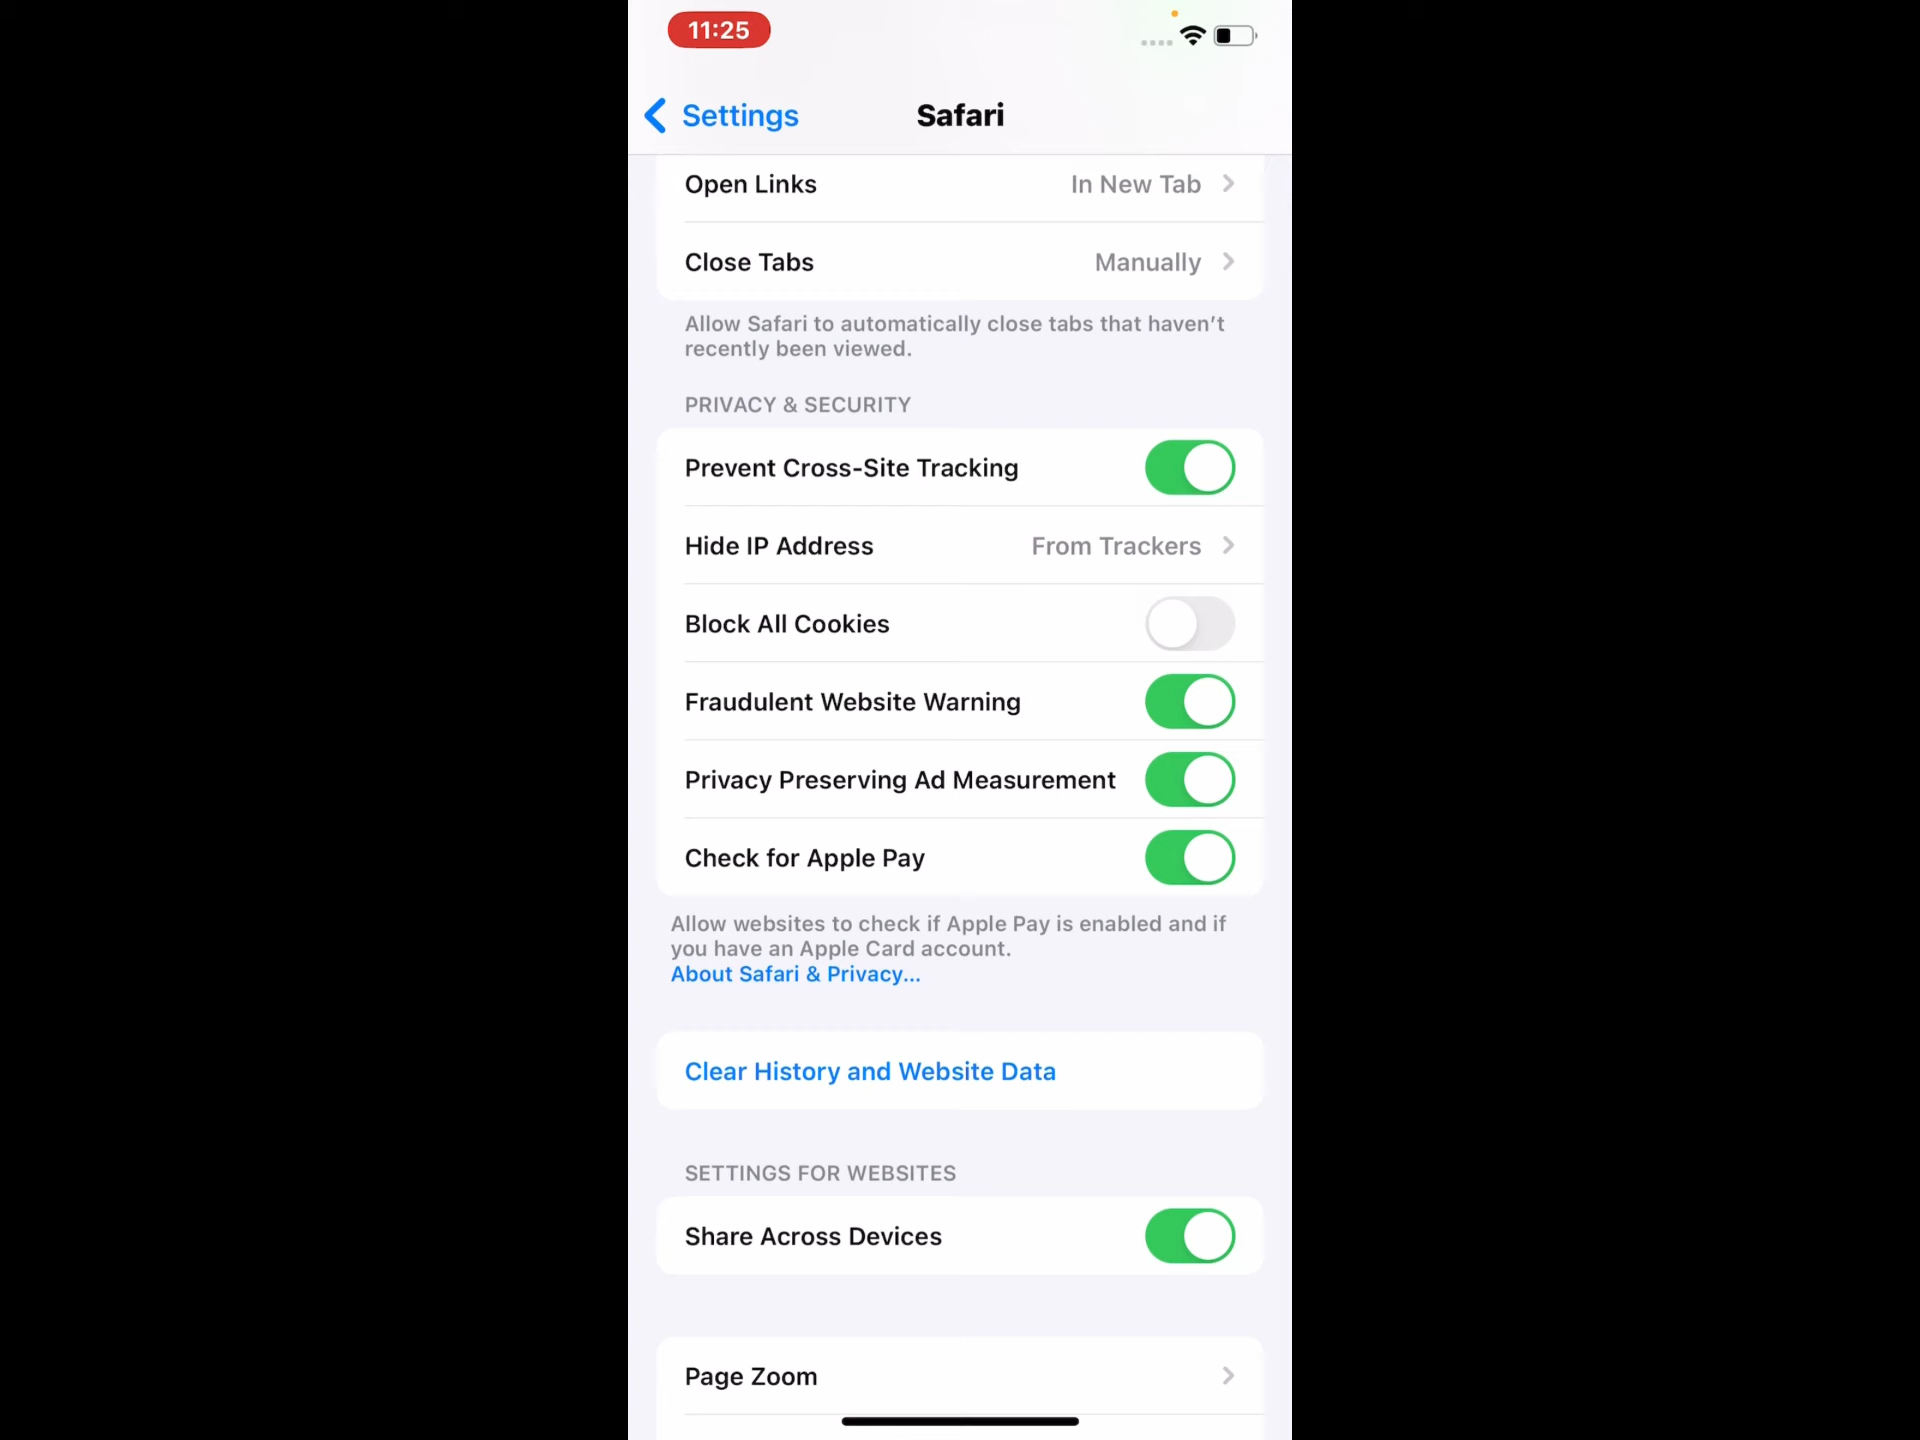 11:25
Settings
Safari
Open Links
In New Tab
Close Tabs
Manually
Allow Safari to automatically close tabs that haven’t
recently been viewed.
PRIVACY & SECURITY
Prevent Cross-Site Tracking
Hide IP Address
From Trackers
Block All Cookies
Fraudulent Website Warning
Privacy Preserving Ad Measurement
Check for Apple Pay
Allow websites to check if Apple Pay is enabled and if
you have an Apple Card account.
About Safari & Privacy...
Clear History and Website Data
SETTINGS FOR WEBSITES
Share Across Devices
Page Zoom